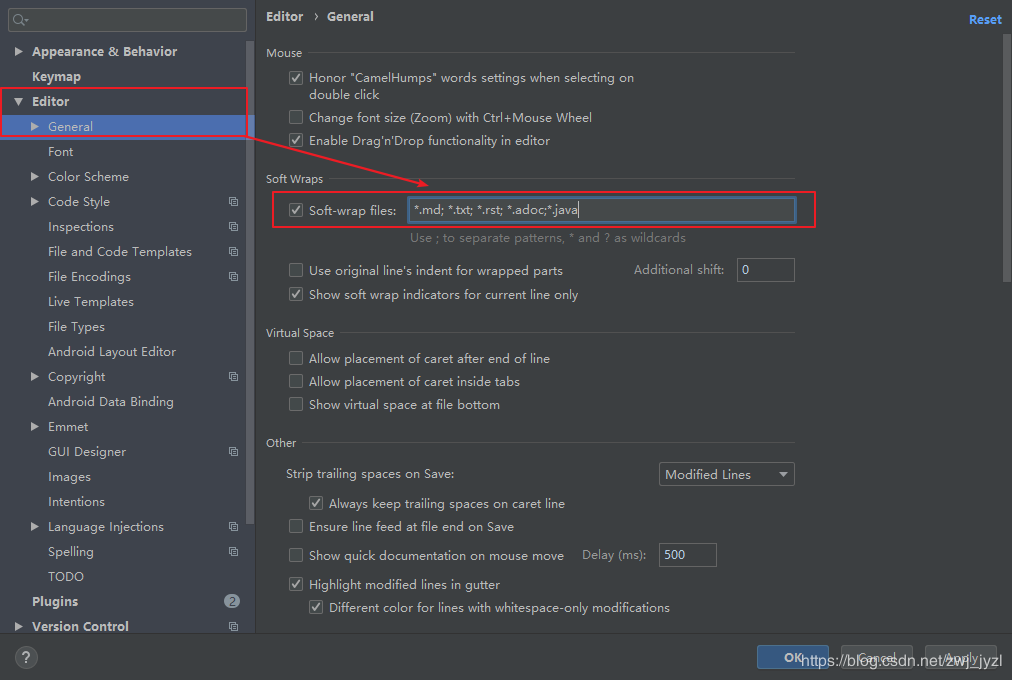 Editor › General
Reset
Appearance & Behavior
Keymap
Editor
General
Font
Color Scheme
Code Style
Inspections
File and Code Templates
File Encodings
Live Templates
File Types
Android Layout Editor
Copyright
Android Data Binding
Emmet
GUI Designer
Images
Intentions
Language Injections
Spelling
TODO
Plugins 2
Version Control
Mouse
Honor "CamelHumps" words settings when selecting on
double click
Change font size (Zoom) with Ctrl+Mouse Wheel
Enable Drag'n'Drop functionality in editor
Soft Wraps
Soft-wrap files: *.md; *.txt; *.rst; *.adoc;*.java
Use ; to separate patterns, * and ? as wildcards
Use original line's indent for wrapped parts Additional shift: 0
Show soft wrap indicators for current line only
Virtual Space
Allow placement of caret after end of line
Allow placement of caret inside tabs
Show virtual space at file bottom
Other
Strip trailing spaces on Save: Modified Lines
Always keep trailing spaces on caret line
Ensure line feed at file end on Save
Show quick documentation on mouse move Delay (ms): 500
Highlight modified lines in gutter
Different color for lines with whitespace-only modifications
? OK Cancel Apply
https://blog.csdn.net/zwj_jyzl